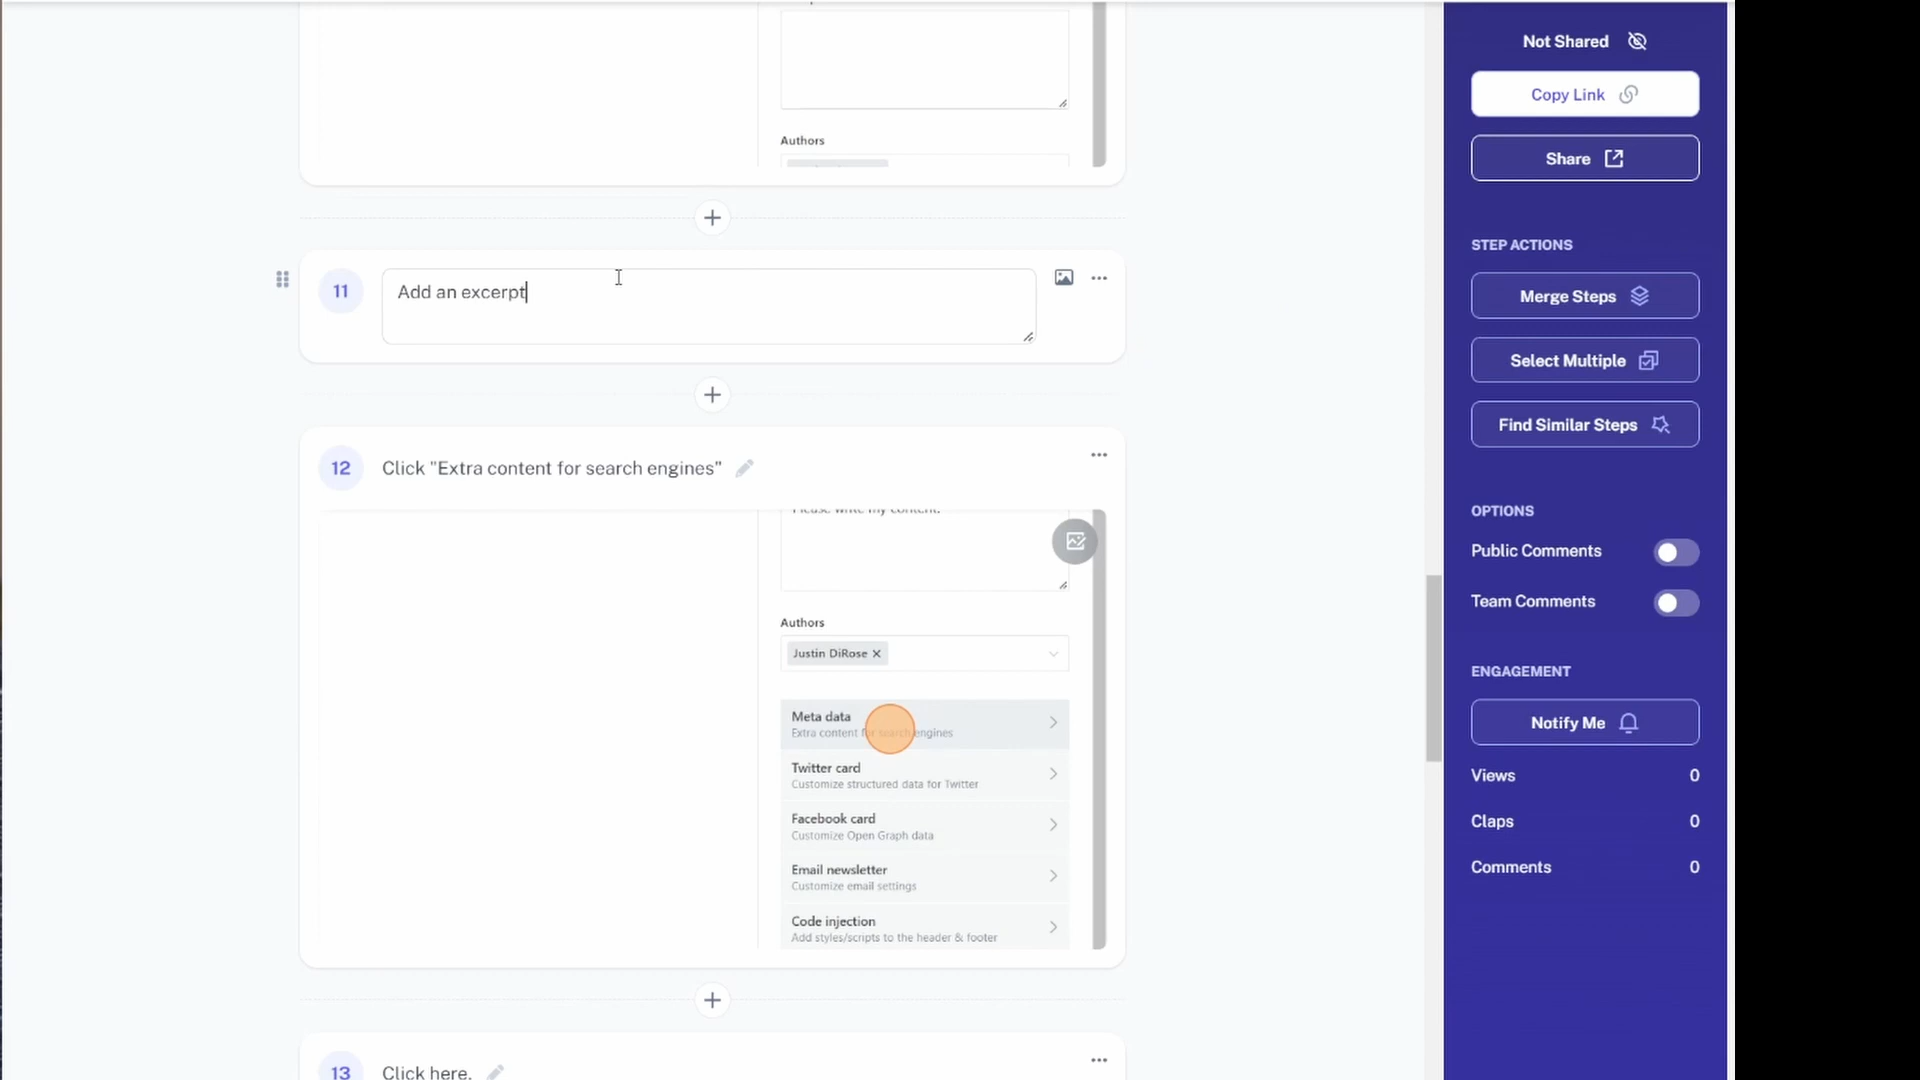 Authors
11
Add an excerpt
12
Click "Extra content for search engines"
Please write my content.
Authors
Justin DiRose ×
Meta data
Extra content for search engines
Twitter card
Customize structured data for Twitter
Facebook card
Customize Open Graph data
Email newsletter
Customize email settings
Code injection
Add styles/scripts to the header & footer
13
Click here.
Not Shared
Copy Link
Share
STEP ACTIONS
Merge Steps
Select Multiple
Find Similar Steps
OPTIONS
Public Comments
Team Comments
ENGAGEMENT
Notify Me
Views 0
Claps 0
Comments 0